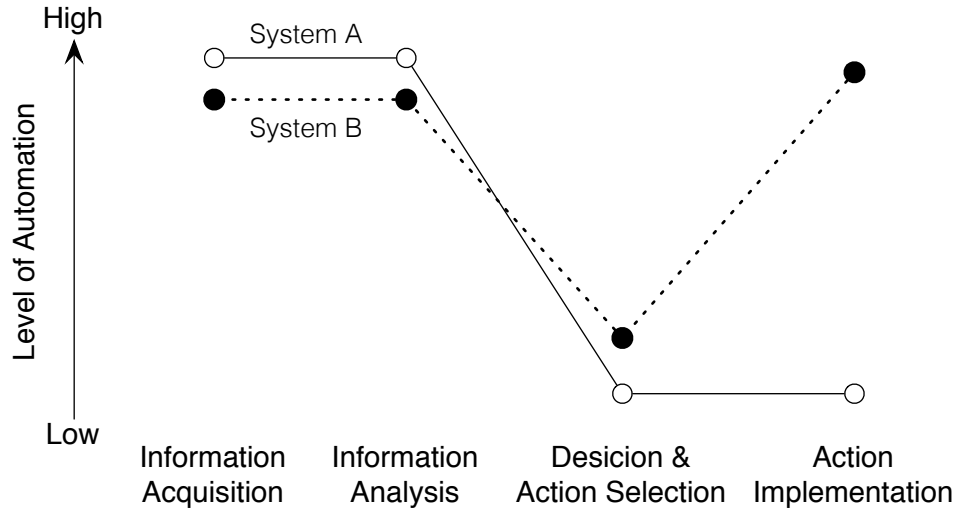 High
System A
System B
Level of Automation
Low
Information
Acquisition
Information
Analysis
Desicion &
Action Selection
Action
Implementation